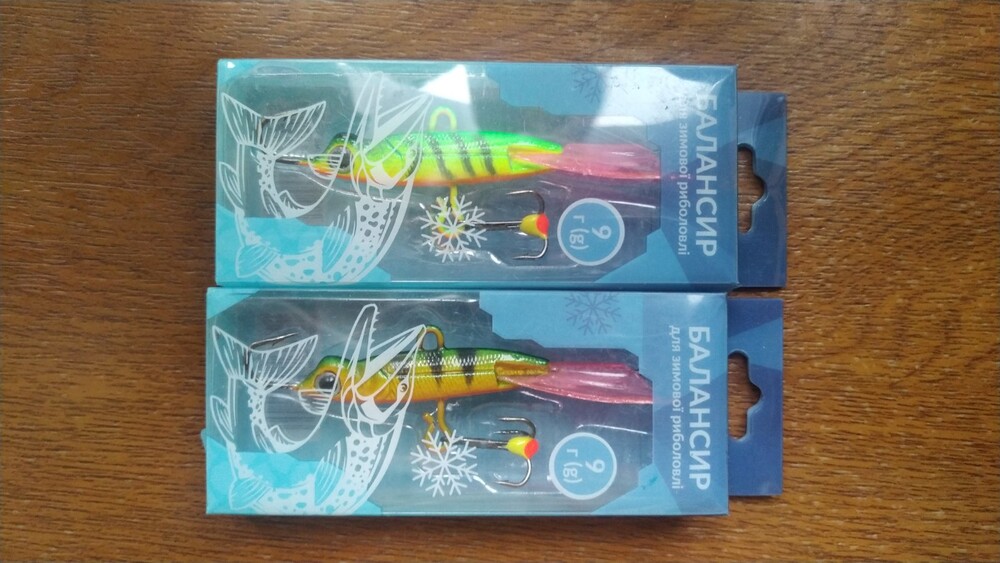 БАЛАНСИР
для зимової риболовлі
9
г (g)
БАЛАНСИР
для зимової риболовлі
9
г (g)